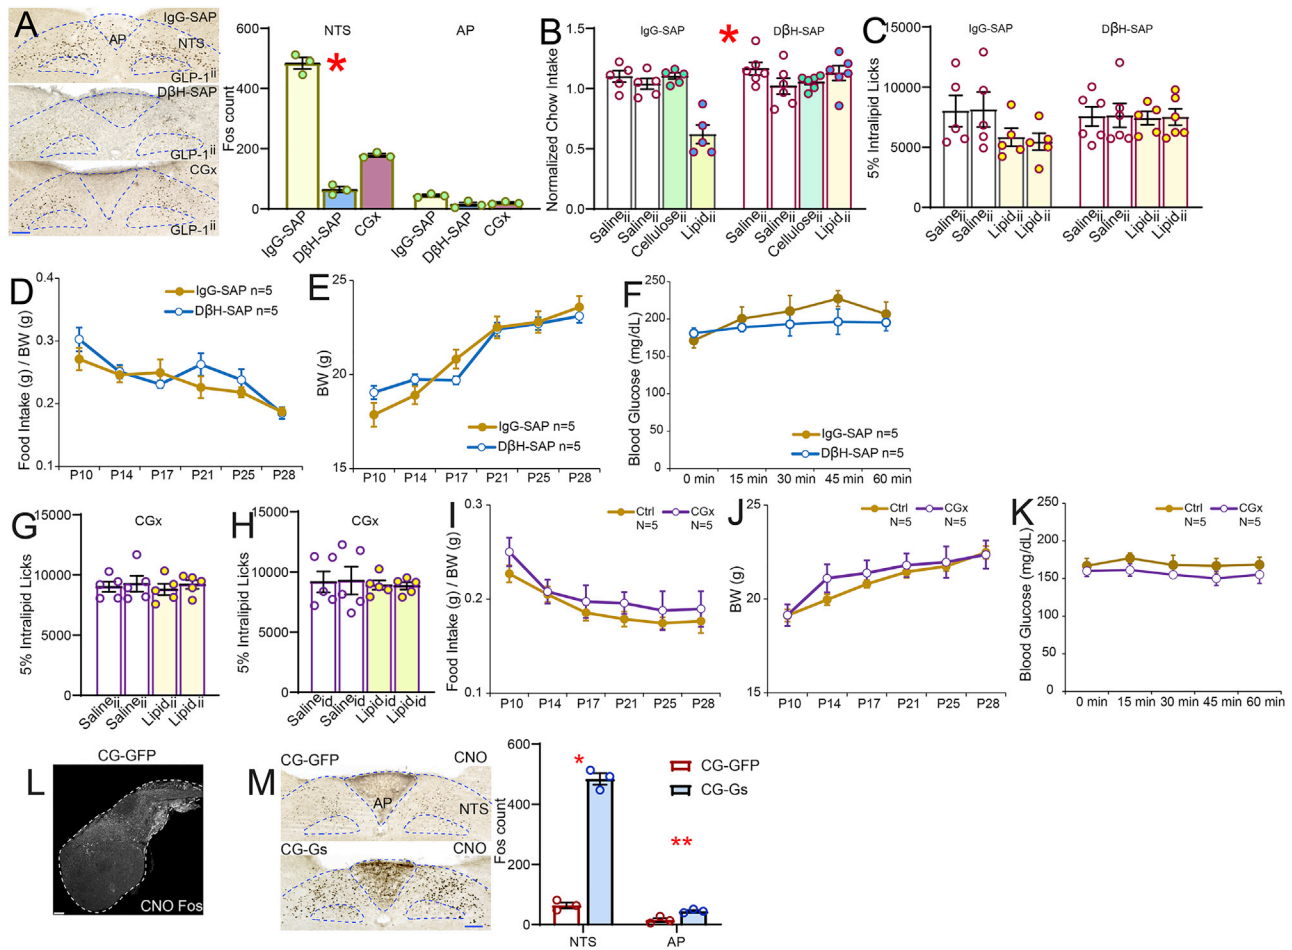 A
IgG-SAP
AP
NTS
GLP-1ii
DβH-SAP
GLP-1ii
CGx
GLP-1ii
NTS AP
Fos count
600
400
200
0
IgG-SAP
DβH-SAP
CGx
IgG-SAP
DβH-SAP
CGx
*
B
IgG-SAP
*
DβH-SAP
Normalized Chow Intake
1.5
1.0
0.5
0.0
Salineii
Salineii
Celluloseii
Lipidii
Salineii
Salineii
Celluloseii
Lipidii
C
IgG-SAP
DβH-SAP
5% Intralipid Licks
15000
10000
5000
0
Salineii
Salineii
Lipidii
Lipidii
Salineii
Salineii
Lipidii
Lipidii
D
IgG-SAP n=5
DβH-SAP n=5
Food Intake (g) / BW (g)
0.4
0.3
0.2
0.1
P10 P14 P17 P21 P25 P28
E
BW (g)
25
20
15
IgG-SAP n=5
DβH-SAP n=5
P10 P14 P17 P21 P25 P28
F
Blood Glucose (mg/dL)
250
200
150
100
50
0
IgG-SAP n=5
DβH-SAP n=5
0 min 15 min 30 min 45 min 60 min
G
CGx
5% Intralipid Licks
15000
10000
5000
0
Salineii
Salineii
Lipidii
Lipidii
H
CGx
5% Intralipid Licks
15000
10000
5000
0
Salineid
Salineid
Lipidid
Lipidid
I
Ctrl CGx
N=5 N=5
Food Intake (g) / BW (g)
0.3
0.2
0.1
P10 P14 P17 P21 P25 P28
J
Ctrl CGx
N=5 N=5
BW (g)
25
20
15
P10 P14 P17 P21 P25 P28
K
Ctrl CGx
N=5 N=5
Blood Glucose (mg/dL)
250
200
150
100
50
0
0 min 15 min 30 min 45 min 60 min
L
CG-GFP
CNO Fos
M
CG-GFP CNO
AP
NTS
CG-Gs CNO
Fos count
600
400
200
0
*
**
NTS AP
CG-GFP
CG-Gs